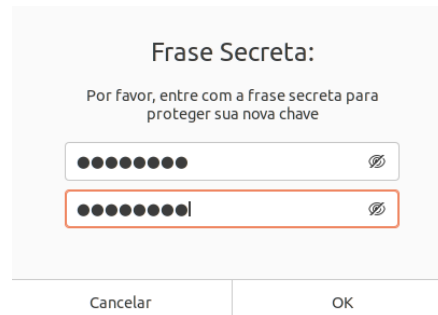 Frase Secreta:
Por favor, entre com a frase secreta para
proteger sua nova chave
●●●●●●●●
●●●●●●●●
Cancelar
OK